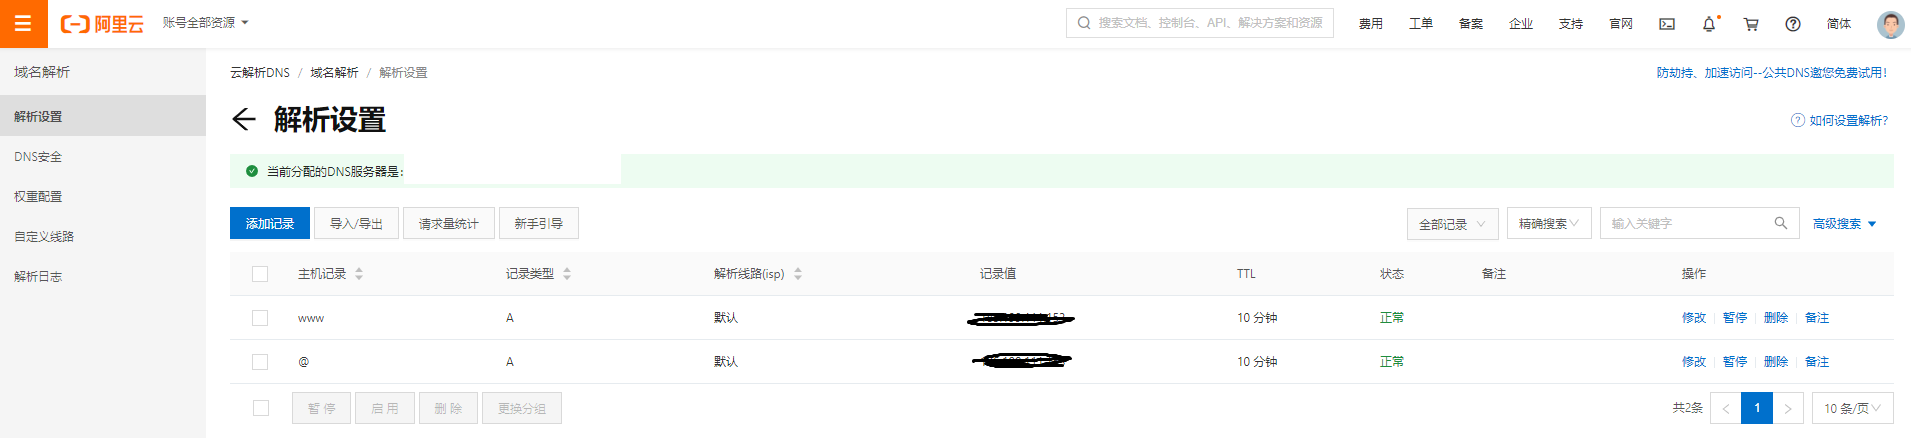 阿里云 账号全部资源 搜索文档、控制台、API、解决方案和资源 费用 工单 备案 企业 支持 官网 简体
域名解析
解析设置
DNS安全
权重配置
自定义线路
解析日志
云解析DNS / 域名解析 / 解析设置 防劫持、加速访问--公共DNS邀您免费试用!
解析设置 如何设置解析?
当前分配的DNS服务器是:
添加记录 导入/导出 请求量统计 新手引导 全部记录 精确搜索 输入关键字 高级搜索
主机记录 记录类型 解析线路(isp) 记录值 TTL 状态 备注 操作
www A 默认 10 分钟 正常 修改 暂停 删除 备注
@ A 默认 10 分钟 正常 修改 暂停 删除 备注
暂 停 启 用 删 除 更换分组 共2条 < 1 > 10 条/页